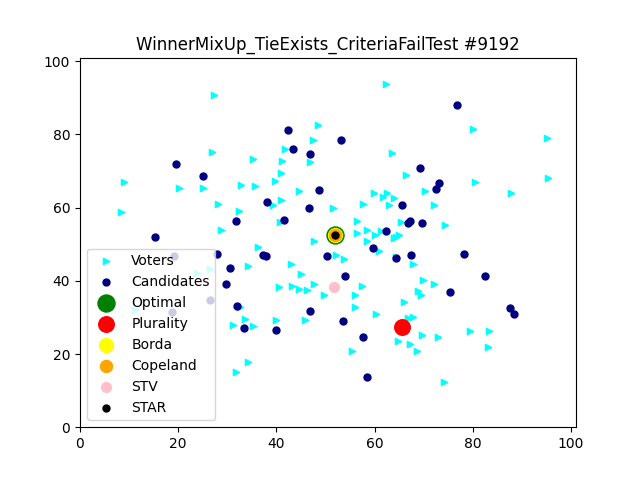 WinnerMixUp_TieExists_CriteriaFailTest #9192
100
80
60
40
20
0
Voters
Candidates
Optimal
Plurality
Borda
Copeland
STV
STAR
0 20 40 60 80 100